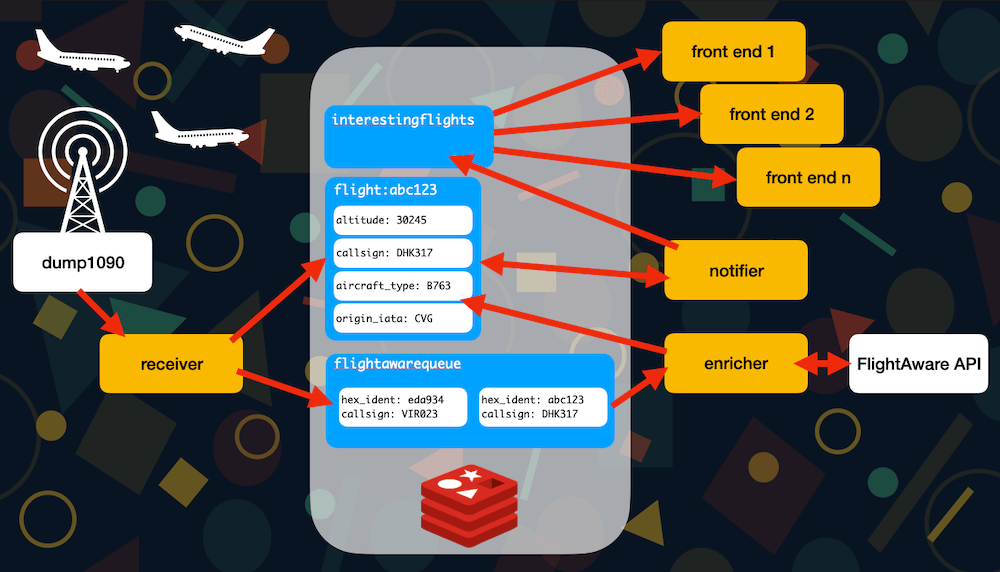 front end 1
front end 2
front end n
interestingflights
flight:abc123
altitude: 30245
callsign: DHK317
aircraft_type: B763
origin_iata: CVG
dump1090
notifier
receiver
flightawarequeue
hex_ident: eda934
callsign: VIR023
hex_ident: abc123
callsign: DHK317
enricher
FlightAware API